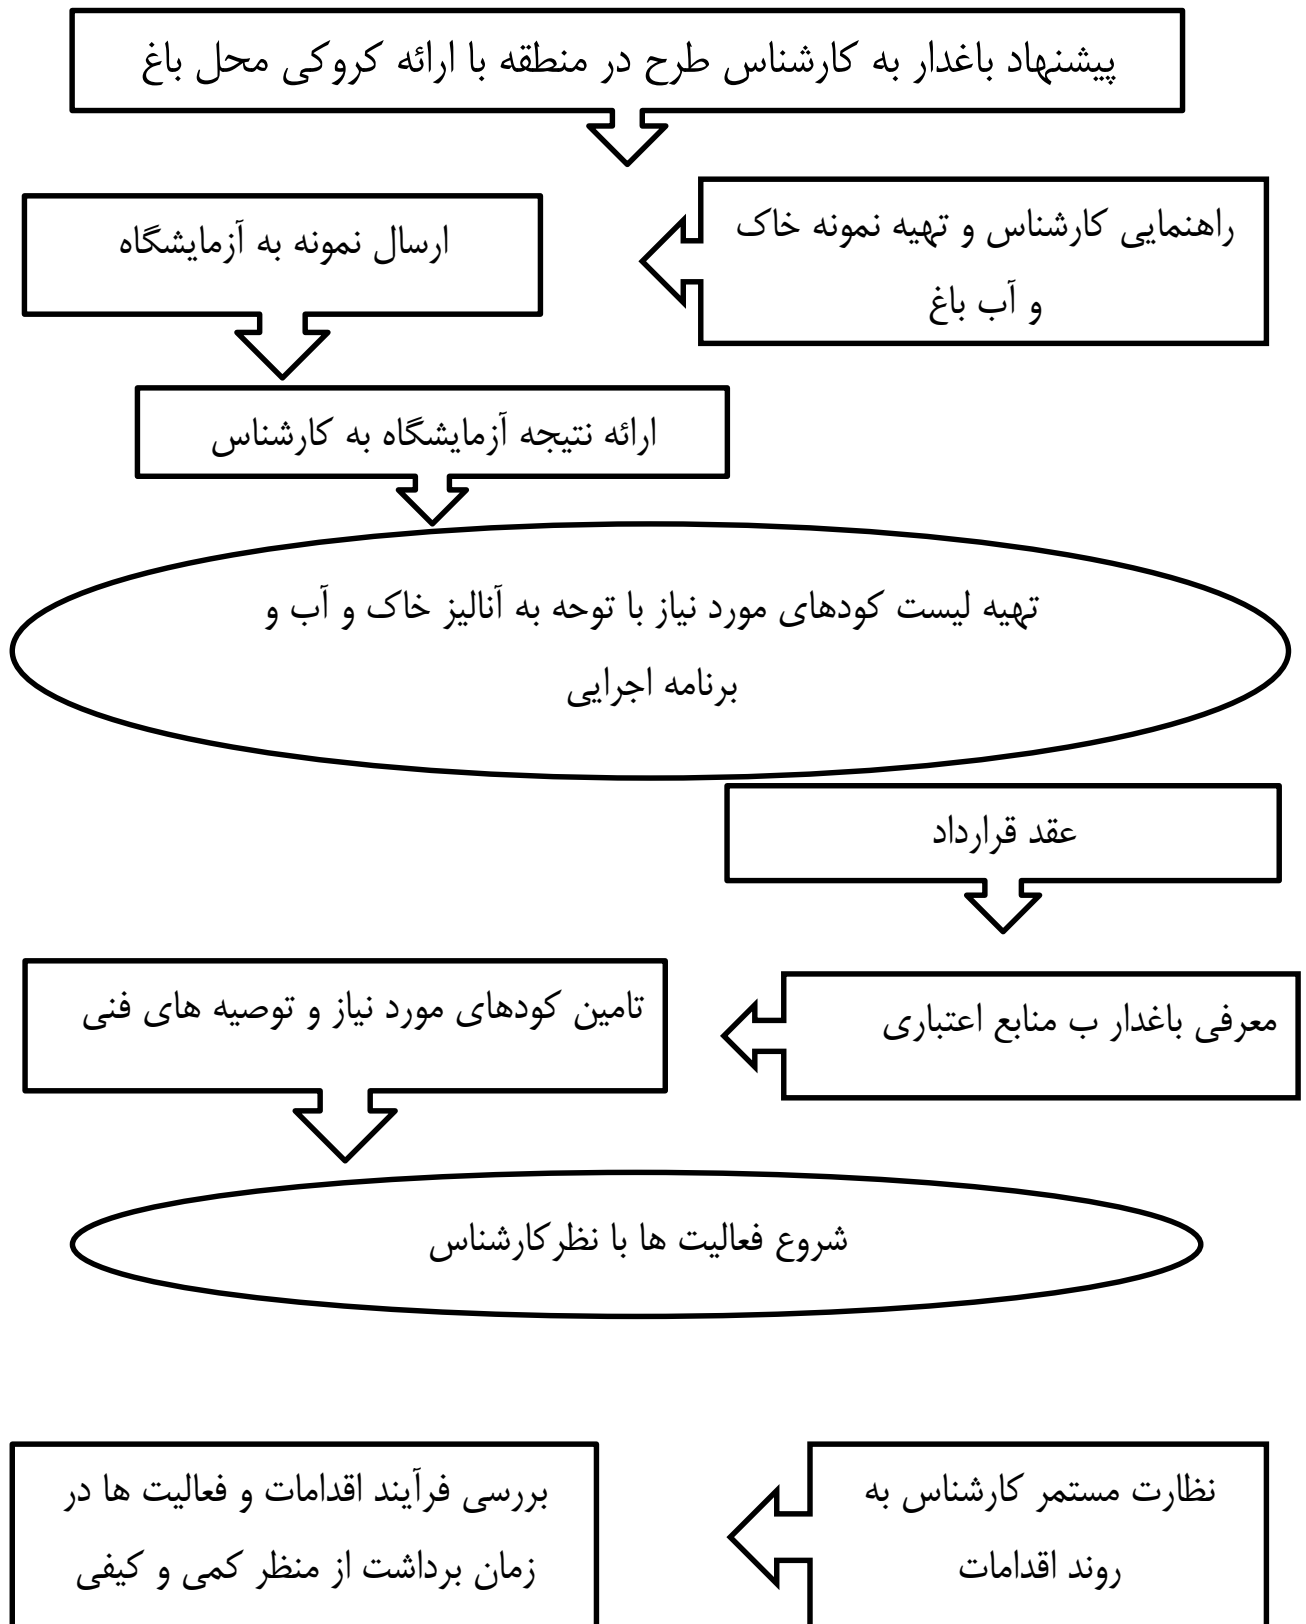 پیشنهاد باغدار به کارشناس طرح در منطقه با ارائه کروکی محل باغ
راهنمایی کارشناس و تهیه نمونه خاک
و آب باغ
ارسال نمونه به آزمایشگاه
ارائه نتیجه آزمایشگاه به کارشناس
تهیه لیست کودهای مورد نیاز با توحه به آنالیز خاک و آب و
برنامه اجرایی
عقد قرارداد
معرفی باغدار ب منابع اعتباری
تامین کودهای مورد نیاز و توصیه های فنی
شروع فعالیت ها با نظرکارشناس
نظارت مستمر کارشناس به
روند اقدامات
بررسی فرآیند اقدامات و فعالیت ها در
زمان برداشت از منظر کمی و کیفی